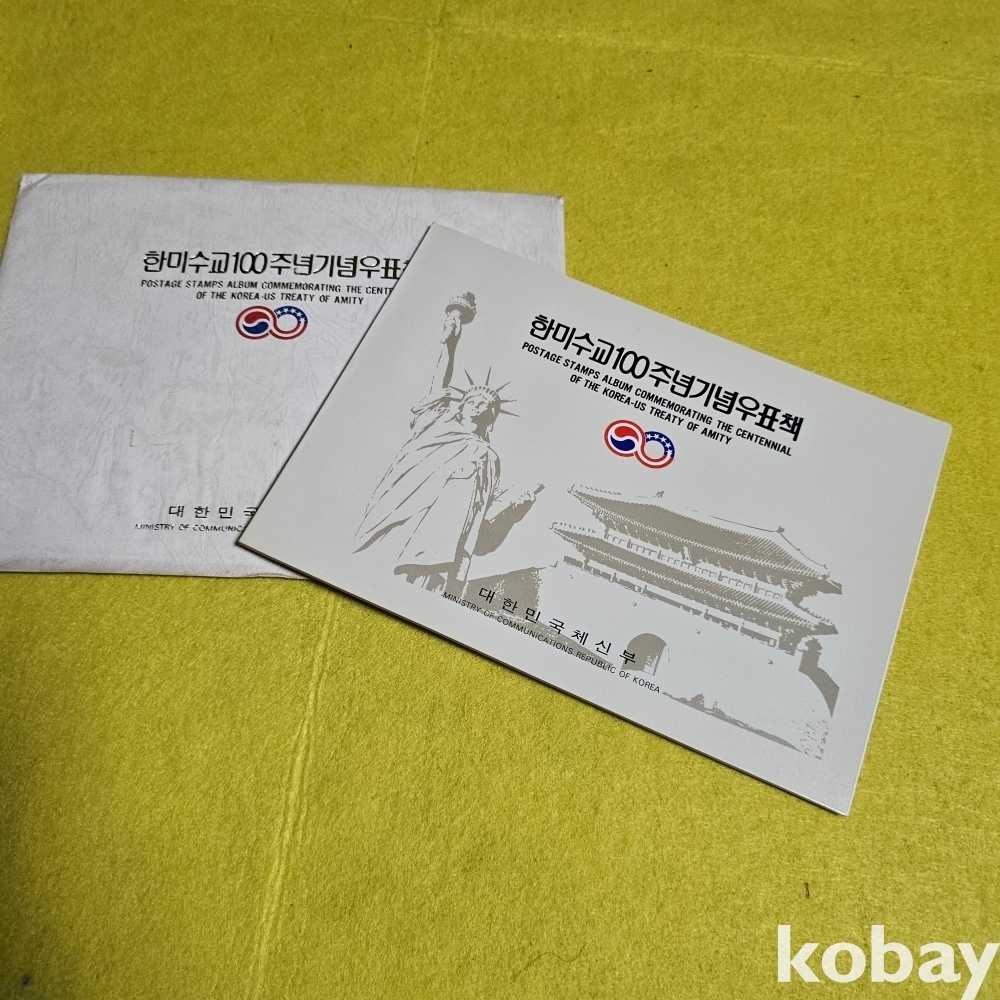 한미수교100주년기념우표
POSTAGE STAMPS ALBUM COMMEMORATING THE
OF THE KOREA-US TREATY OF AMITY
대한민국
MINISTRY OF
한미수교100주년기념우표책
POSTAGE STAMPS ALBUM COMMEMORATING THE CENTENNIAL
OF THE KOREA-US TREATY OF AMITY
대한민국체신부
MINISTRY OF COMMUNICATIONS REPUBLIC OF KOREA
kobay